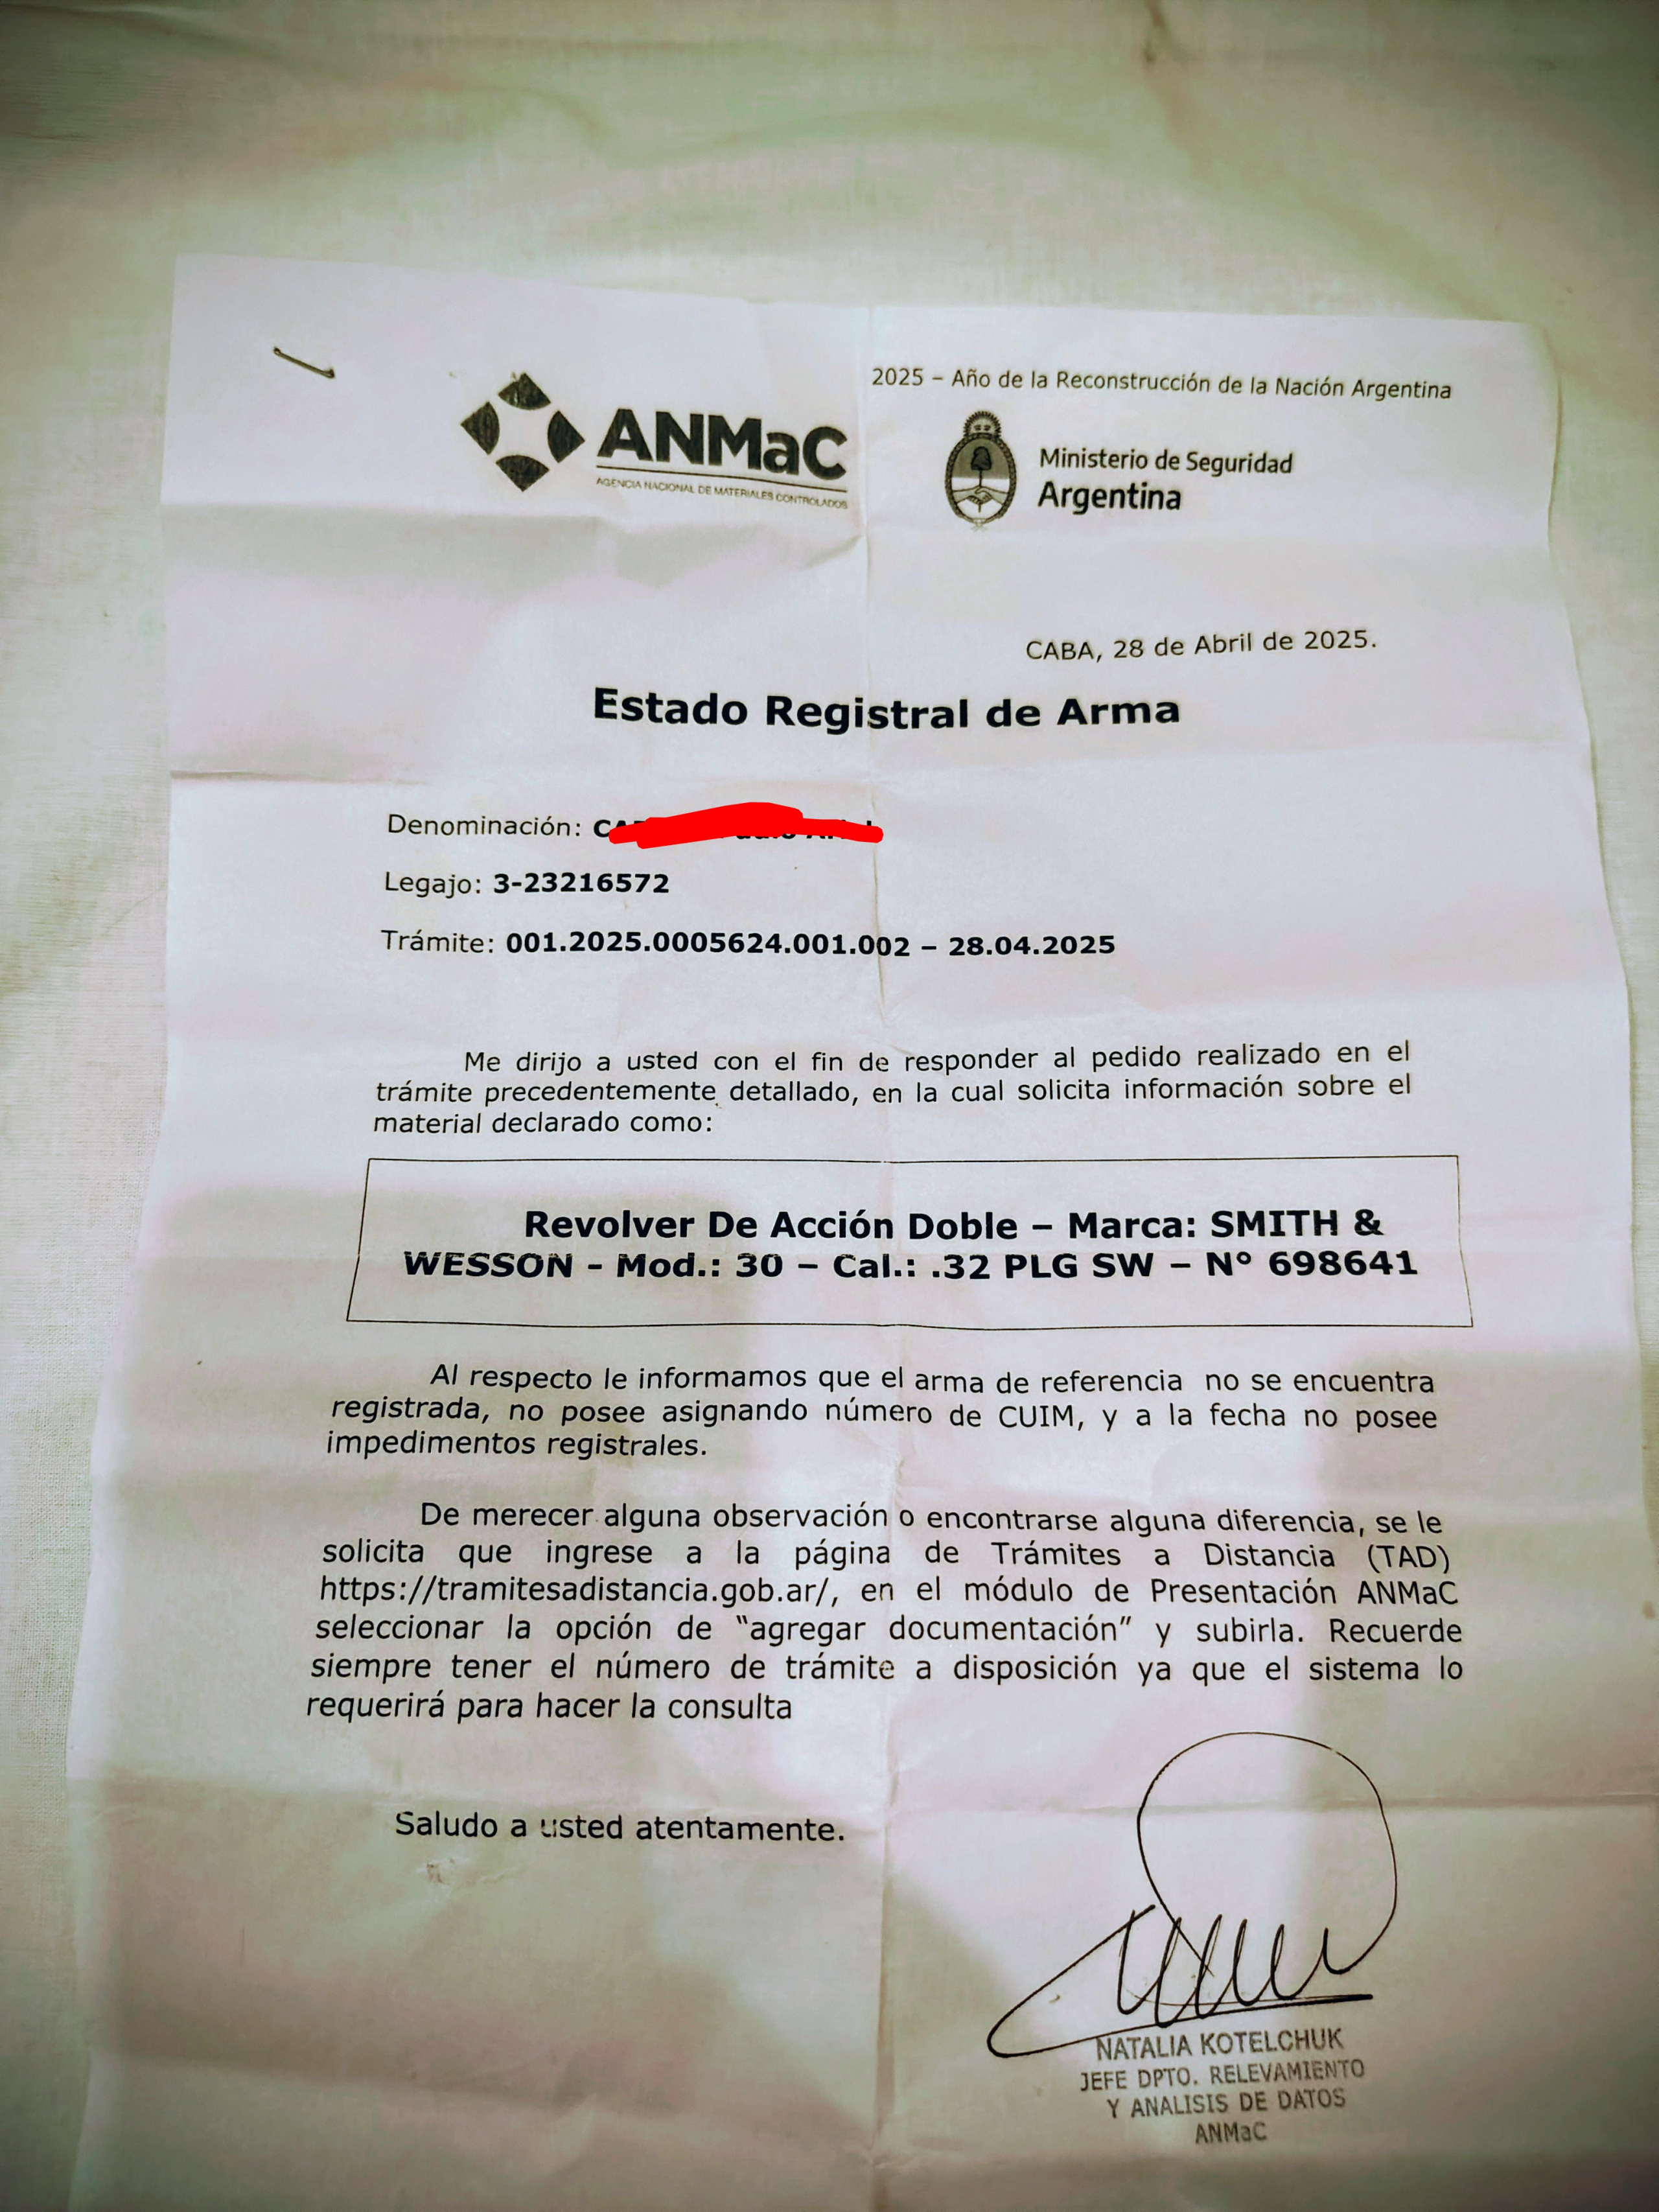 2025 – Año de la Reconstrucción de la Nación Argentina
ANMaC
AGENCIA NACIONAL DE MATERIALES CONTROLADOS
Ministerio de Seguridad
Argentina
CABA, 28 de Abril de 2025.
Estado Registral de Arma
Denominación:
Legajo: 3-23216572
Trámite: 001.2025.0005624.001.002 – 28.04.2025
Me dirijo a usted con el fin de responder al pedido realizado en el
trámite precedentemente detallado, en la cual solicita información sobre el
material declarado como:
Revolver De Acción Doble – Marca: SMITH &
WESSON - Mod.: 30 – Cal.: .32 PLG SW – N° 698641
Al respecto le informamos que el arma de referencia no se encuentra
registrada, no posee asignando número de CUIM, y a la fecha no posee
impedimentos registrales.
De merecer alguna observación o encontrarse alguna diferencia, se le
solicita que ingrese a la página de Trámites a Distancia (TAD)
https://tramitesadistancia.gob.ar/, en el módulo de Presentación ANMaC
seleccionar la opción de “agregar documentación” y subirla. Recuerde
siempre tener el número de trámite a disposición ya que el sistema lo
requerirá para hacer la consulta
Saludo a usted atentamente.
NATALIA KOTELCHUK
JEFE DPTO. RELEVAMIENTO
Y ANALISIS DE DATOS
ANMaC